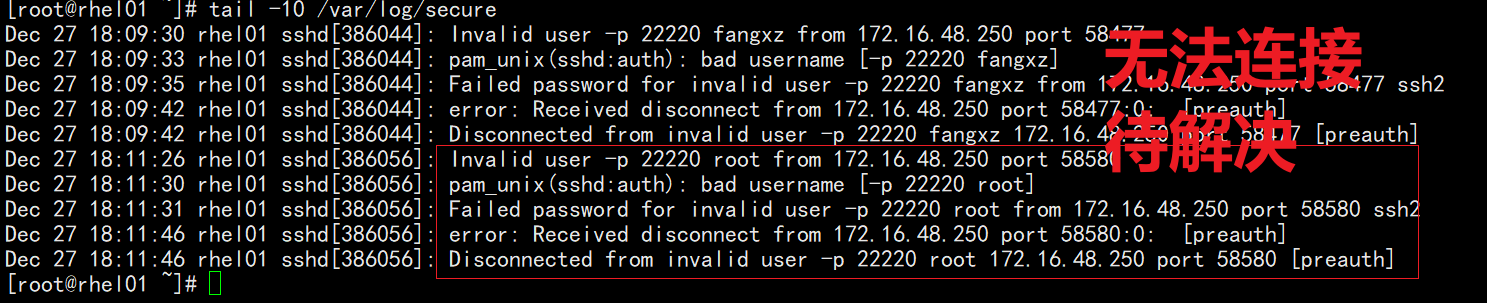 [root@rhel01 ~]# tail -10 /var/log/secure
Dec 27 18:09:30 rhel01 sshd[386044]: Invalid user -p 22220 fangxz from 172.16.48.250 port 58477
Dec 27 18:09:33 rhel01 sshd[386044]: pam_unix(sshd:auth): bad username [-p 22220 fangxz]
Dec 27 18:09:35 rhel01 sshd[386044]: Failed password for invalid user -p 22220 fangxz from 172.16.48.250 port 58477 ssh2
Dec 27 18:09:42 rhel01 sshd[386044]: error: Received disconnect from 172.16.48.250 port 58477:0:  [preauth]
Dec 27 18:09:42 rhel01 sshd[386044]: Disconnected from invalid user -p 22220 fangxz 172.16.48.250 port 58477 [preauth]
Dec 27 18:11:26 rhel01 sshd[386056]: Invalid user -p 22220 root from 172.16.48.250 port 58580
Dec 27 18:11:30 rhel01 sshd[386056]: pam_unix(sshd:auth): bad username [-p 22220 root]
Dec 27 18:11:31 rhel01 sshd[386056]: Failed password for invalid user -p 22220 root from 172.16.48.250 port 58580 ssh2
Dec 27 18:11:46 rhel01 sshd[386056]: error: Received disconnect from 172.16.48.250 port 58580:0:  [preauth]
Dec 27 18:11:46 rhel01 sshd[386056]: Disconnected from invalid user -p 22220 root 172.16.48.250 port 58580 [preauth]
[root@rhel01 ~]#
无法连接
待解决